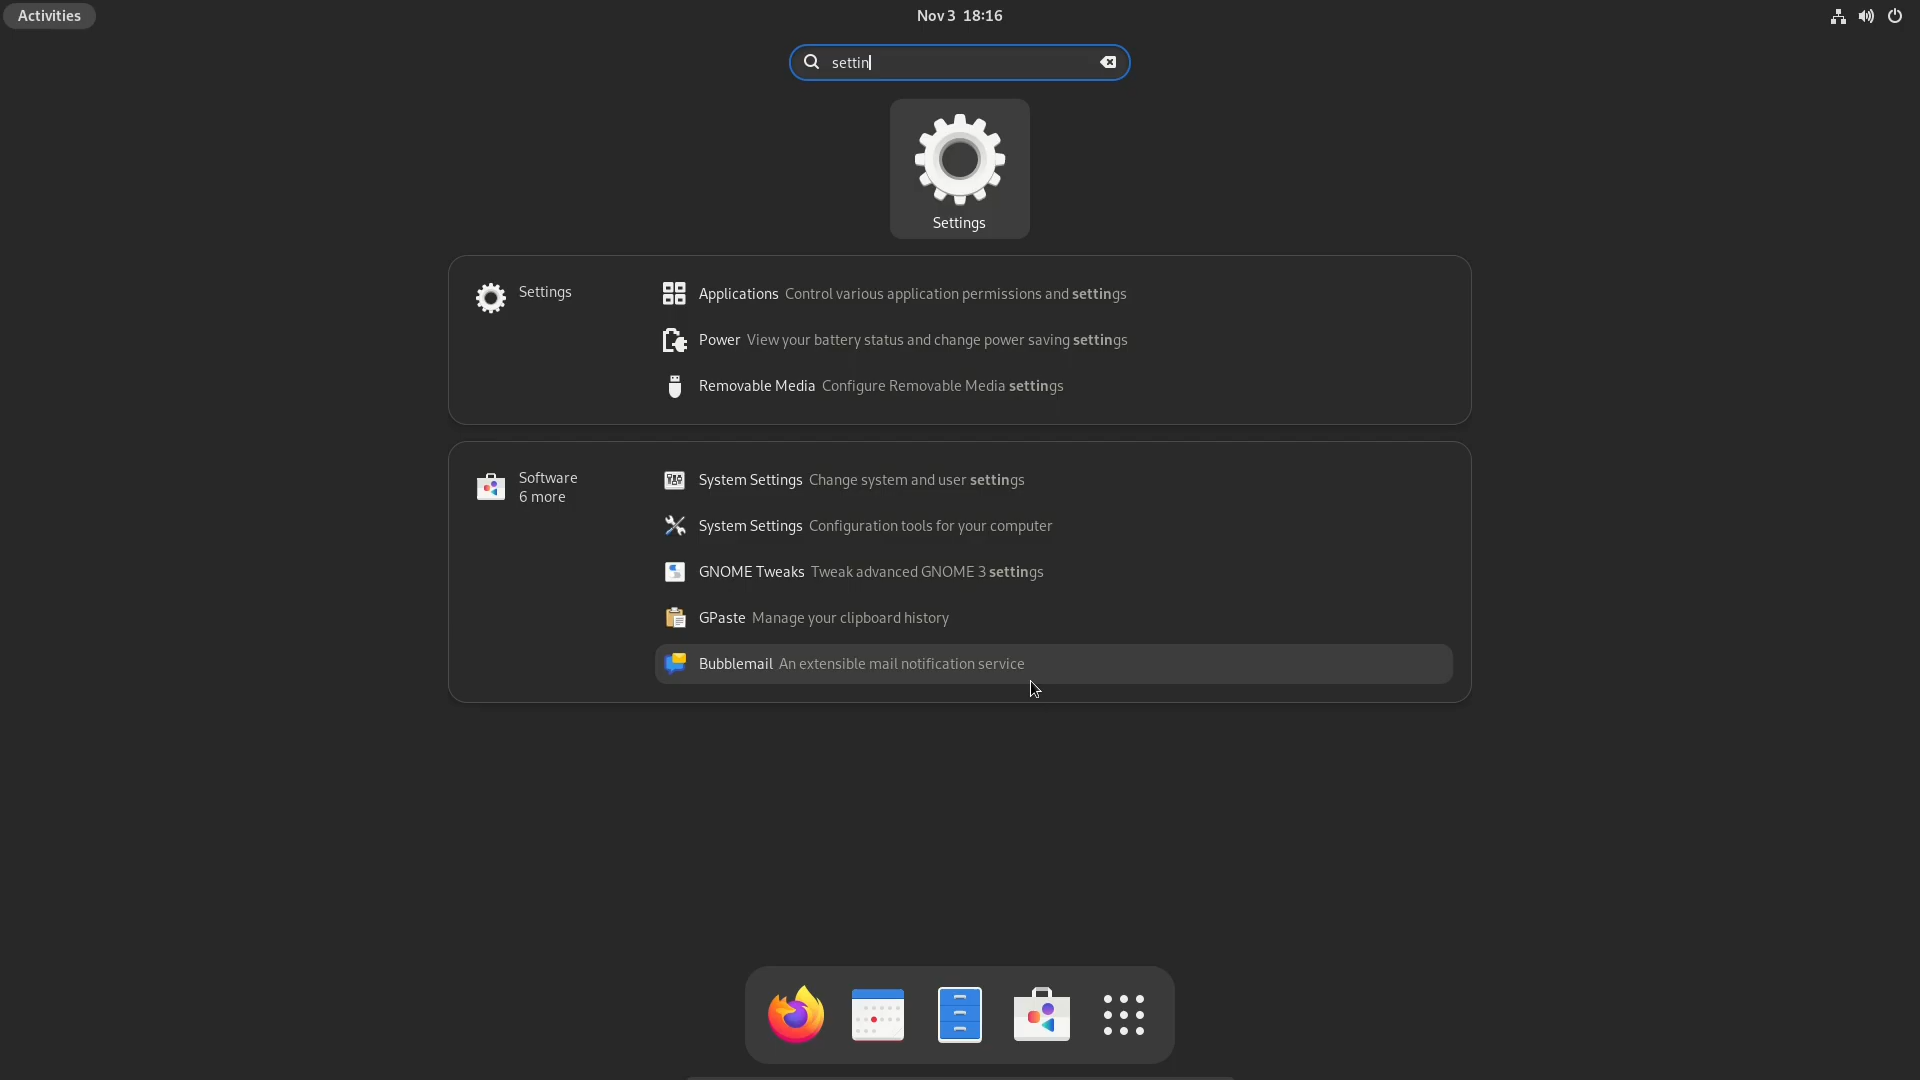 Activities
Nov 3 18:16
settin
Settings
Settings
Applications Control various application permissions and settings
Power View your battery status and change power saving settings
Removable Media Configure Removable Media settings
Software
6 more
System Settings Change system and user settings
System Settings Configuration tools for your computer
GNOME Tweaks Tweak advanced GNOME 3 settings
GPaste Manage your clipboard history
Bubblemail An extensible mail notification service